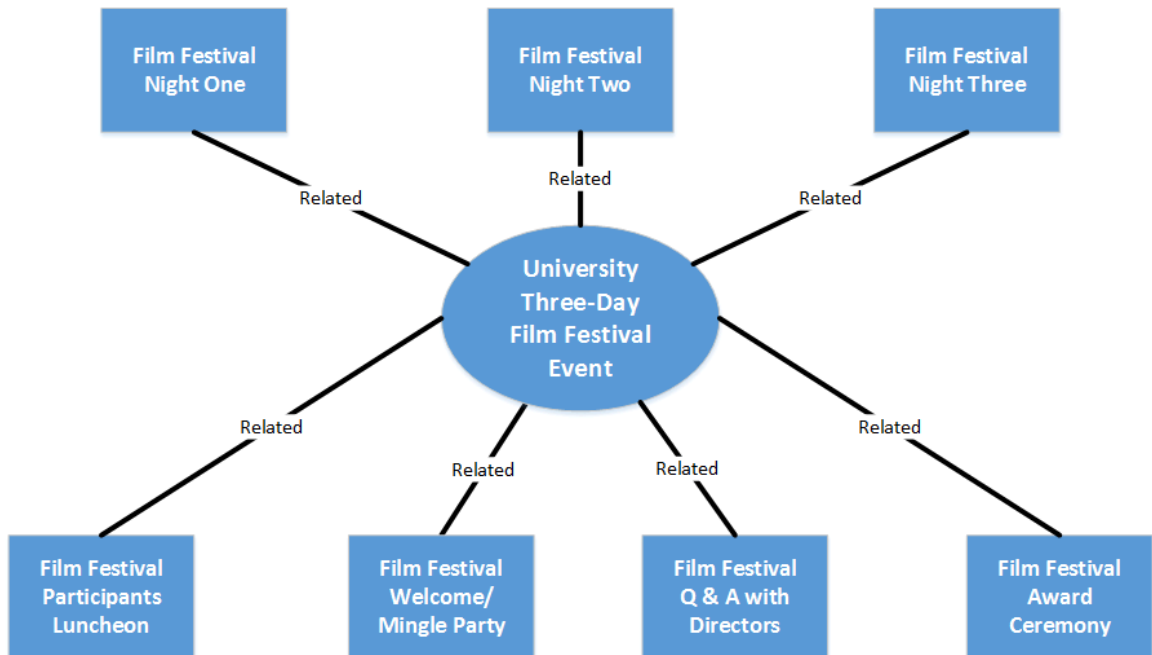 Film Festival
Night One
Film Festival
Night Two
Film Festival
Night Three
Related
Related
Related
University
Three-Day
Film Festival
Event
Related
Related
Related
Related
Film Festival
Participants
Luncheon
Film Festival
Welcome/
Mingle Party
Film Festival
Q & A with
Directors
Film Festival
Award
Ceremony